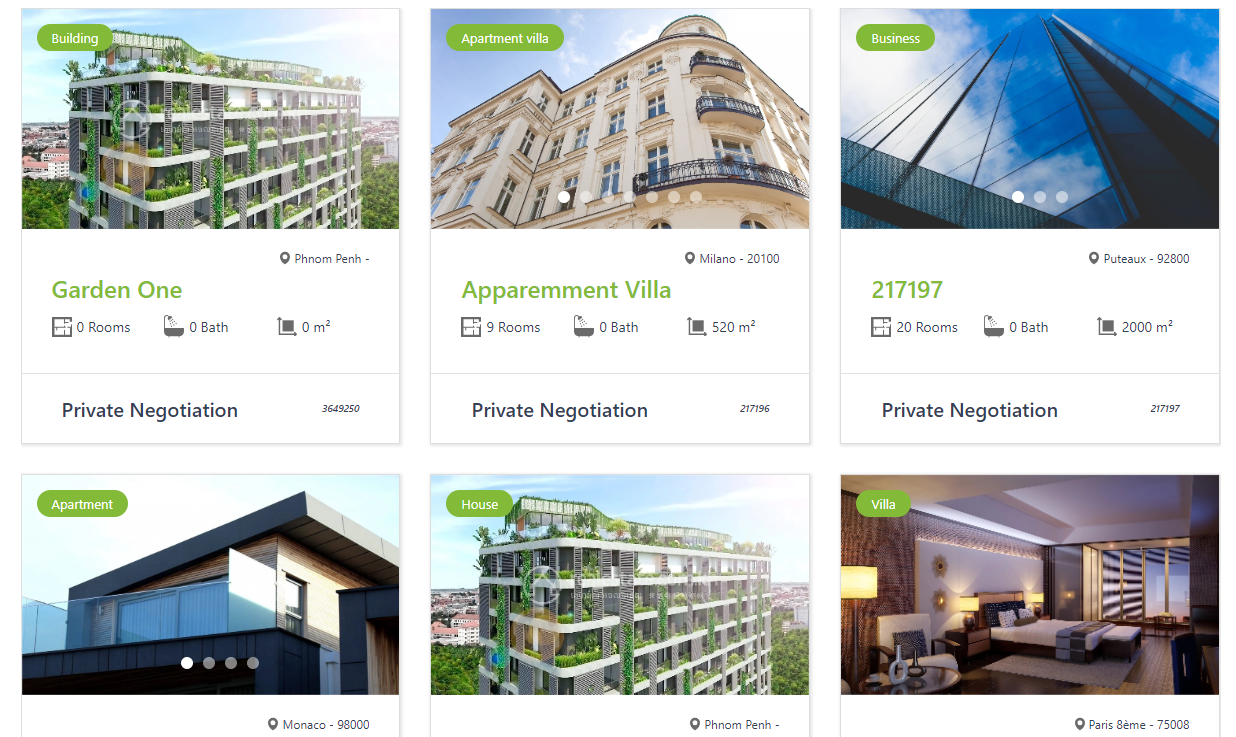 Building
Apartment villa
Business
Phnom Penh -
Milano - 20100
Puteaux - 92800
Garden One
Apparemment Villa
217197
0 Rooms
0 Bath
0 m²
9 Rooms
0 Bath
520 m²
20 Rooms
0 Bath
2000 m²
Private Negotiation
3649250
Private Negotiation
217196
Private Negotiation
217197
Apartment
House
Villa
Monaco - 98000
Phnom Penh -
Paris 8ème - 75008